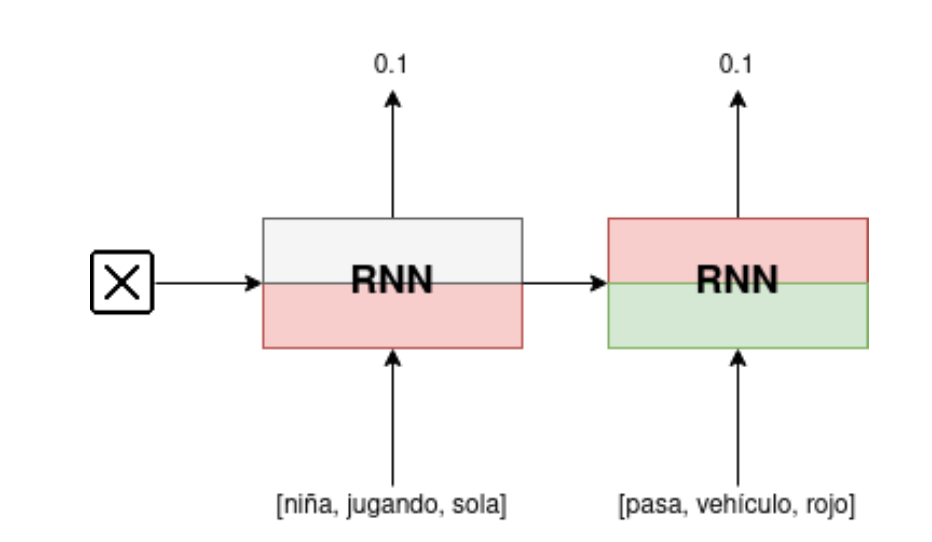 0.1
0.1
RNN
RNN
[niña, jugando, sola]
[pasa, vehículo, rojo]